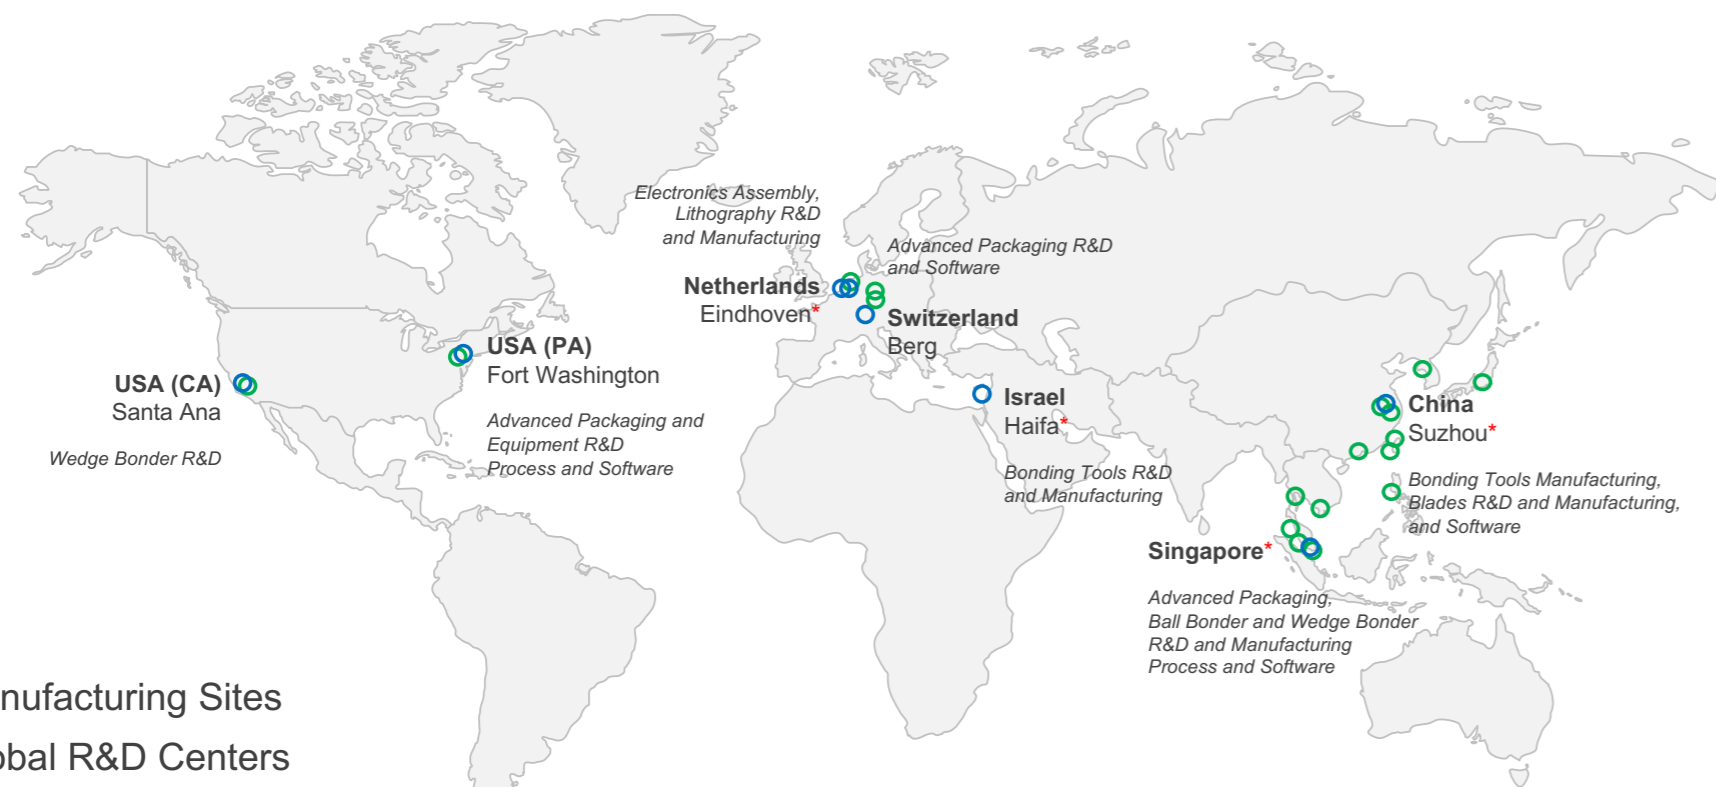 Electronics Assembly,
Lithography R&D
and Manufacturing
Netherlands
Eindhoven*
Advanced Packaging R&D
and Software
Switzerland
Berg
USA (PA)
Fort Washington
Advanced Packaging and
Equipment R&D
Process and Software
USA (CA)
Santa Ana
Wedge Bonder R&D
Israel
Haifa*
Bonding Tools R&D
and Manufacturing
China
Suzhou*
Bonding Tools Manufacturing,
Blades R&D and Manufacturing,
and Software
Singapore*
Advanced Packaging,
Ball Bonder and Wedge Bonder
R&D and Manufacturing
Process and Software
nufacturing Sites
obal R&D Centers